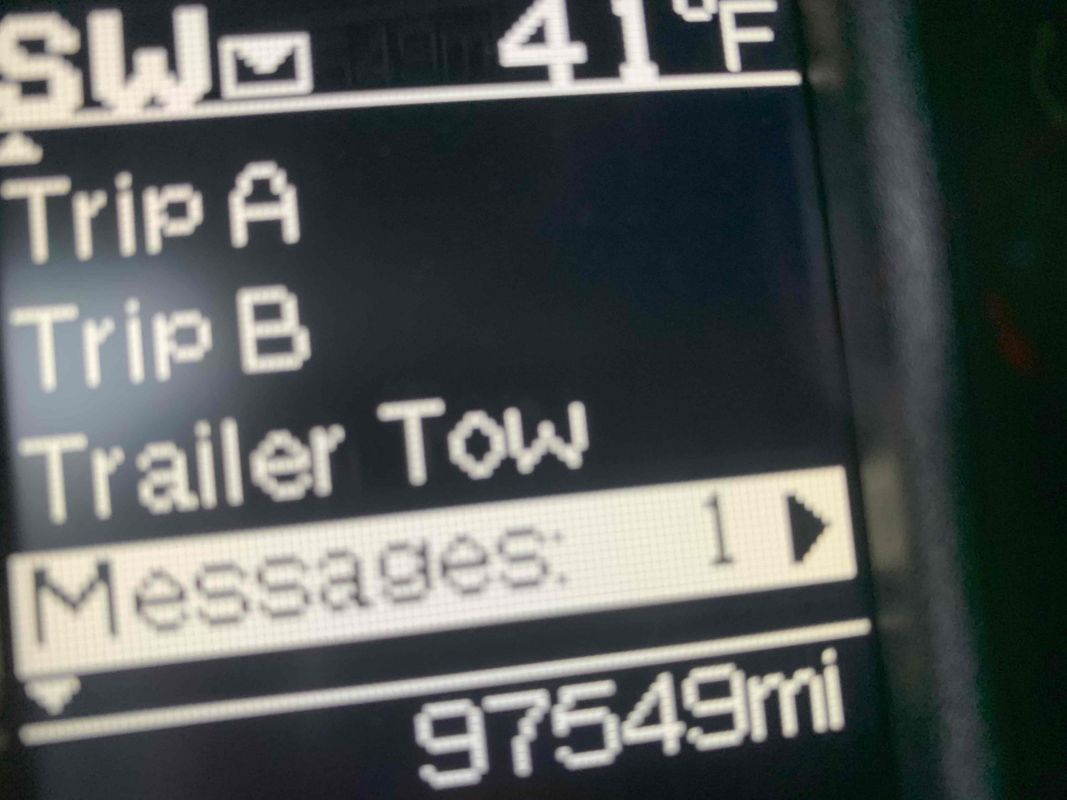 SW 41°F
Trip A
Trip B
Trailer Tow
Messages: 1
97549mi